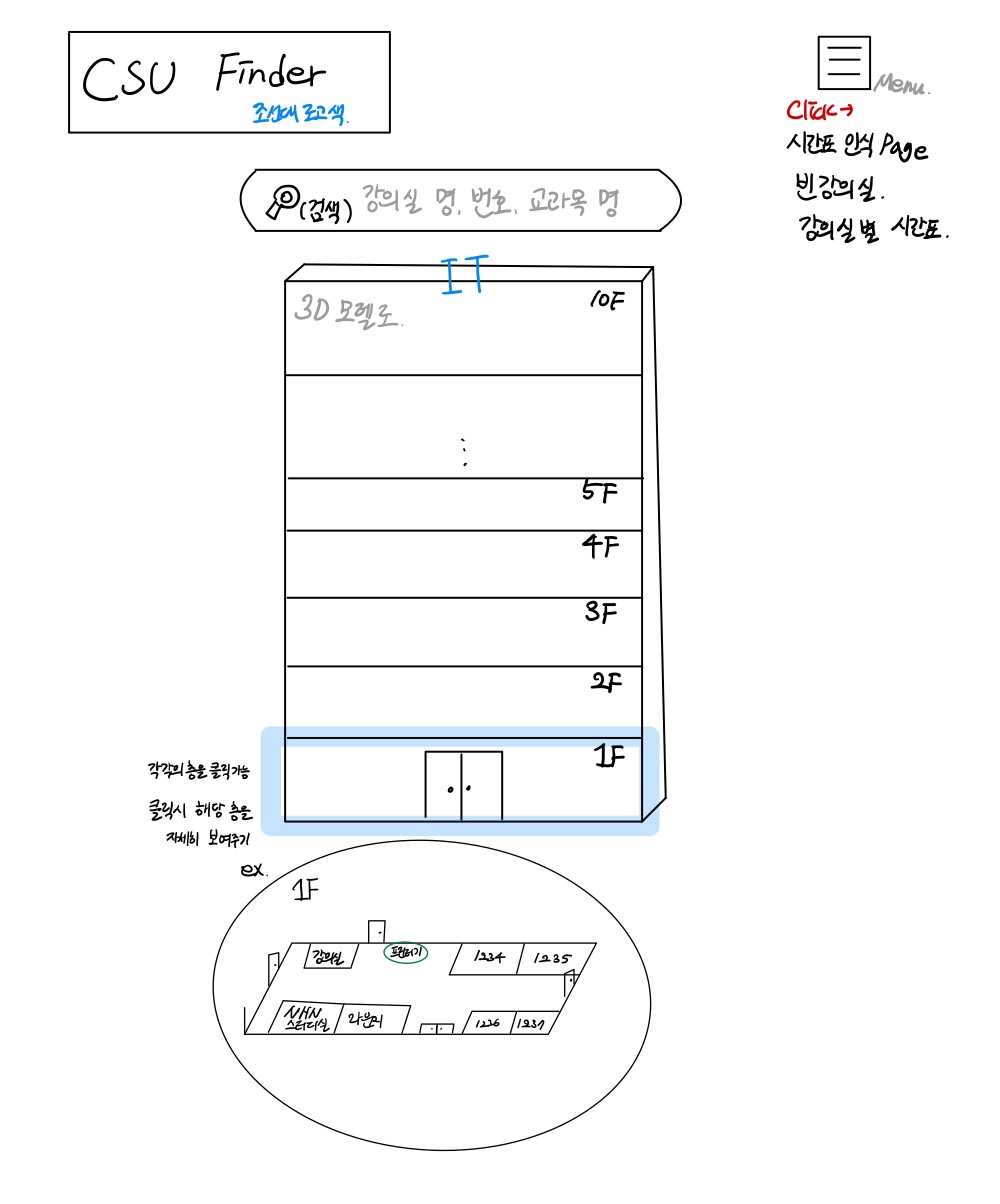 CSU Finder
조선대 로고색.
Menu.
Click→
시간표 인식 Page
빈강의실.
강의실별 시간표.
(검색) 강의실 명, 번호, 교과목 명
IT
3D 모델로.
10F
5F
4F
3F
2F
1F
각각의 층을 클릭가능
클릭시 해당 층을
자세히 보여주기
ex.
1F
강의실
프린터기
1234
1235
NHN
스터디실
라운지
1236
1237